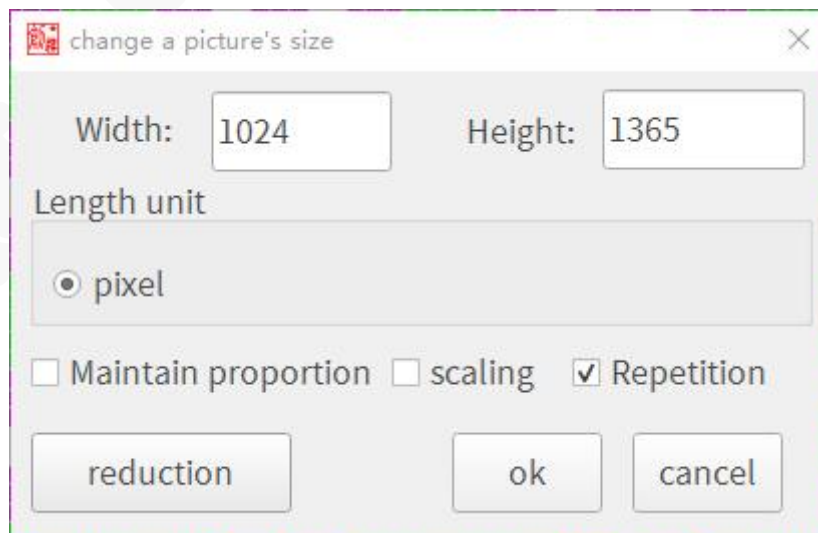 change a picture's size
Width: 1024 Height: 1365
Length unit
pixel
Maintain proportion scaling Repetition
reduction ok cancel